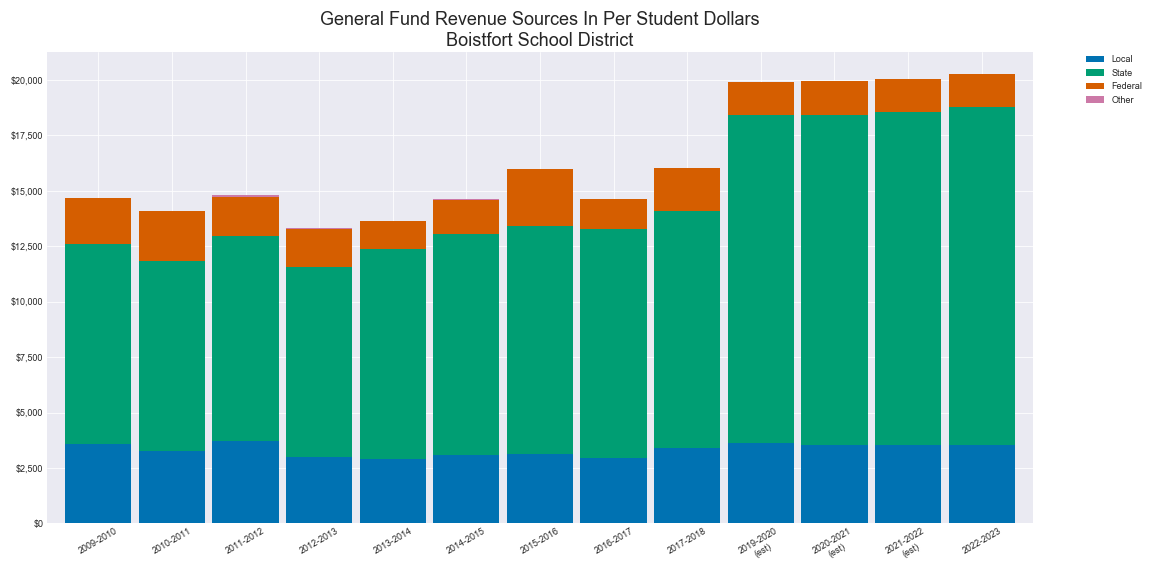 General Fund Revenue Sources In Per Student Dollars
Boistfort School District
Local
State
Federal
Other
$20,000
$17,500
$15,000
$12,500
$10,000
$7,500
$5,000
$2,500
$0
2009-2010
2010-2011
2011-2012
2012-2013
2013-2014
2014-2015
2015-2016
2016-2017
2017-2018
2019-2020
(est)
2020-2021
(est)
2021-2022
(est)
2022-2023